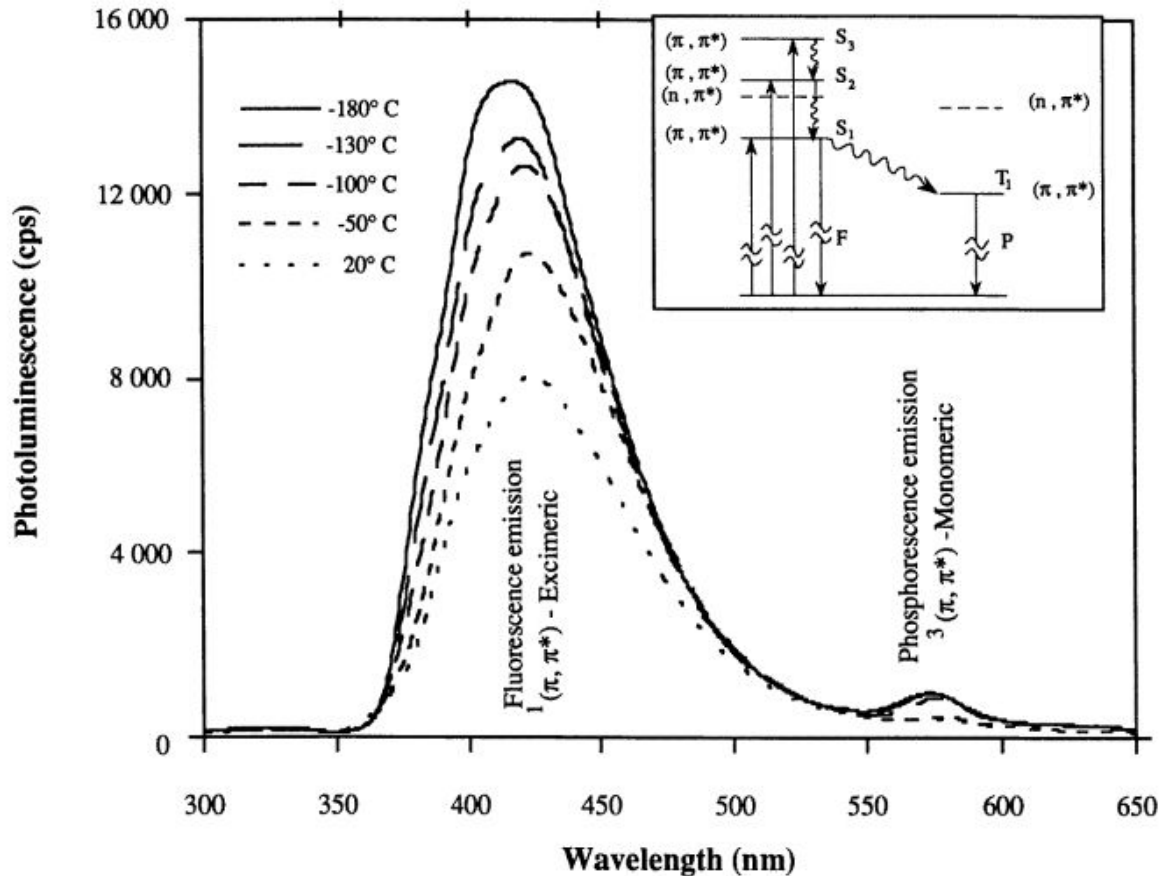 Photoluminescence (cps)
16 000
12 000
8 000
4 000
0
-180° C
-130° C
-100° C
-50° C
20° C
(π, π*) S3
(π, π*) S2
(n, π*)
(π, π*) S1
(n, π*)
T1 (π, π*)
F
P
Fluorescence emission
1(π, π*) - Excimeric
Phosphorescence emission
3(π, π*) -Monomeric
300 350 400 450 500 550 600 650
Wavelength (nm)